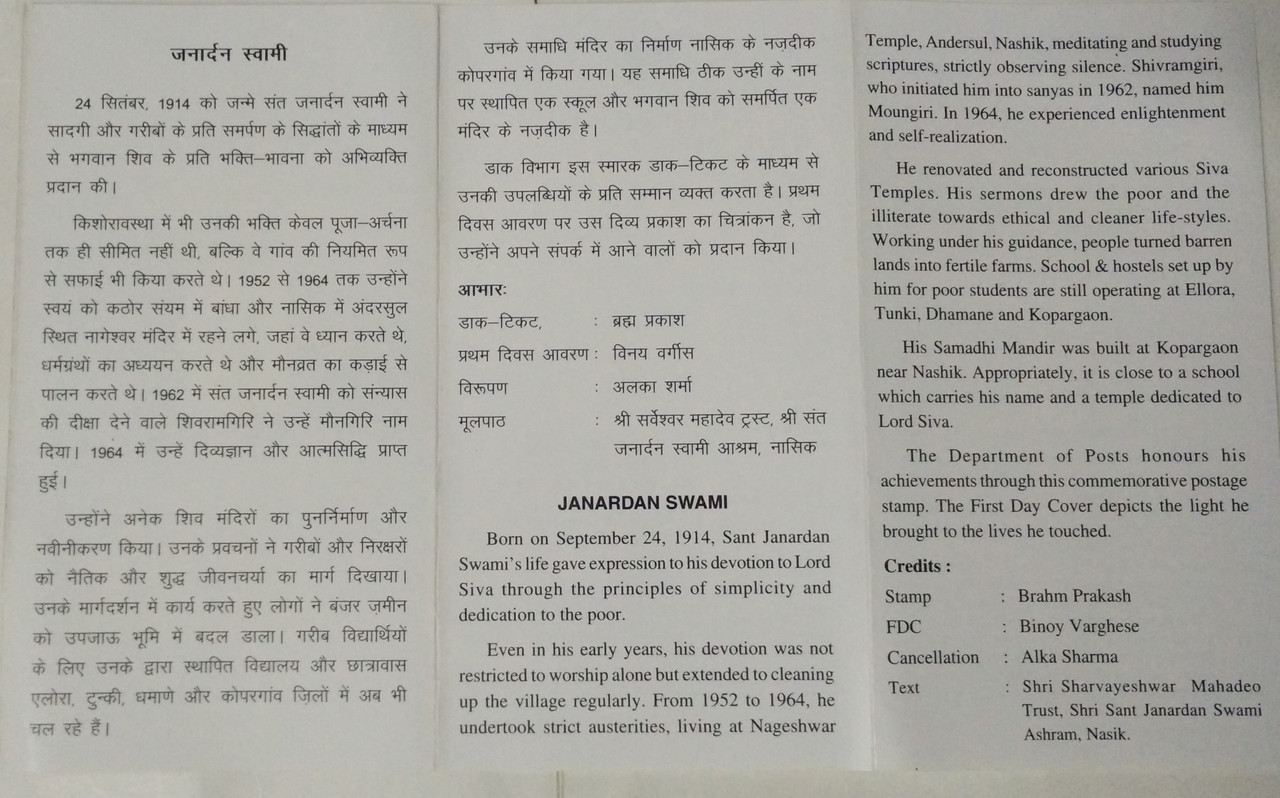 जनार्दन स्वामी
24 सितंबर, 1914 को जन्मे संत जनार्दन स्वामी ने
सादगी और गरीबों के प्रति समर्पण के सिद्धांतों के माध्यम
से भगवान शिव के प्रति भक्ति–भावना को अभिव्यक्ति
प्रदान की।
किशोरावस्था में भी उनकी भक्ति केवल पूजा–अर्चना
तक ही सीमित नहीं थी, बल्कि वे गांव की नियमित रूप
से सफाई भी किया करते थे। 1952 से 1964 तक उन्होंने
स्वयं को कठोर संयम में बांधा और नासिक में अंदरसुल
स्थित नागेश्वर मंदिर में रहने लगे, जहां वे ध्यान करते थे,
धर्मग्रंथों का अध्ययन करते थे और मौनव्रत का कड़ाई से
पालन करते थे। 1962 में संत जनार्दन स्वामी को संन्यास
की दीक्षा देने वाले शिवरामगिरि ने उन्हें मौनगिरि नाम
दिया। 1964 में उन्हें दिव्यज्ञान और आत्मसिद्धि प्राप्त
हुई।
उन्होंने अनेक शिव मंदिरों का पुनर्निर्माण और
नवीनीकरण किया। उनके प्रवचनों ने गरीबों और निरक्षरों
को नैतिक और शुद्ध जीवनचर्या का मार्ग दिखाया।
उनके मार्गदर्शन में कार्य करते हुए लोगों ने बंजर ज़मीन
को उपजाऊ भूमि में बदल डाला। गरीब विद्यार्थियों
के लिए उनके द्वारा स्थापित विद्यालय और छात्रावास
एलोरा, टुन्की, धमाणे और कोपरगांव ज़िलों में अब भी
चल रहे हैं।
उनके समाधि मंदिर का निर्माण नासिक के नज़दीक
कोपरगांव में किया गया। यह समाधि ठीक उन्हीं के नाम
पर स्थापित एक स्कूल और भगवान शिव को समर्पित एक
मंदिर के नज़दीक है।
डाक विभाग इस स्मारक डाक–टिकट के माध्यम से
उनकी उपलब्धियों के प्रति सम्मान व्यक्त करता है। प्रथम
दिवस आवरण पर उस दिव्य प्रकाश का चित्रांकन है, जो
उन्होंने अपने संपर्क में आने वालों को प्रदान किया।
आभारः
डाक–टिकट, : ब्रह्म प्रकाश
प्रथम दिवस आवरण : विनय वर्गीस
विरूपण : अलका शर्मा
मूलपाठ : श्री सर्वेश्वर महादेव ट्रस्ट, श्री संत
जनार्दन स्वामी आश्रम, नासिक
JANARDAN SWAMI
Born on September 24, 1914, Sant Janardan
Swami's life gave expression to his devotion to Lord
Siva through the principles of simplicity and
dedication to the poor.
Even in his early years, his devotion was not
restricted to worship alone but extended to cleaning
up the village regularly. From 1952 to 1964, he
undertook strict austerities, living at Nageshwar
Temple, Andersul, Nashik, meditating and studying
scriptures, strictly observing silence. Shivramgiri,
who initiated him into sanyas in 1962, named him
Moungiri. In 1964, he experienced enlightenment
and self-realization.
He renovated and reconstructed various Siva
Temples. His sermons drew the poor and the
illiterate towards ethical and cleaner life-styles.
Working under his guidance, people turned barren
lands into fertile farms. School & hostels set up by
him for poor students are still operating at Ellora,
Tunki, Dhamane and Kopargaon.
His Samadhi Mandir was built at Kopargaon
near Nashik. Appropriately, it is close to a school
which carries his name and a temple dedicated to
Lord Siva.
The Department of Posts honours his
achievements through this commemorative postage
stamp. The First Day Cover depicts the light he
brought to the lives he touched.
Credits :
Stamp : Brahm Prakash
FDC : Binoy Varghese
Cancellation : Alka Sharma
Text : Shri Sharvayeshwar Mahadeo
Trust, Shri Sant Janardan Swami
Ashram, Nasik.